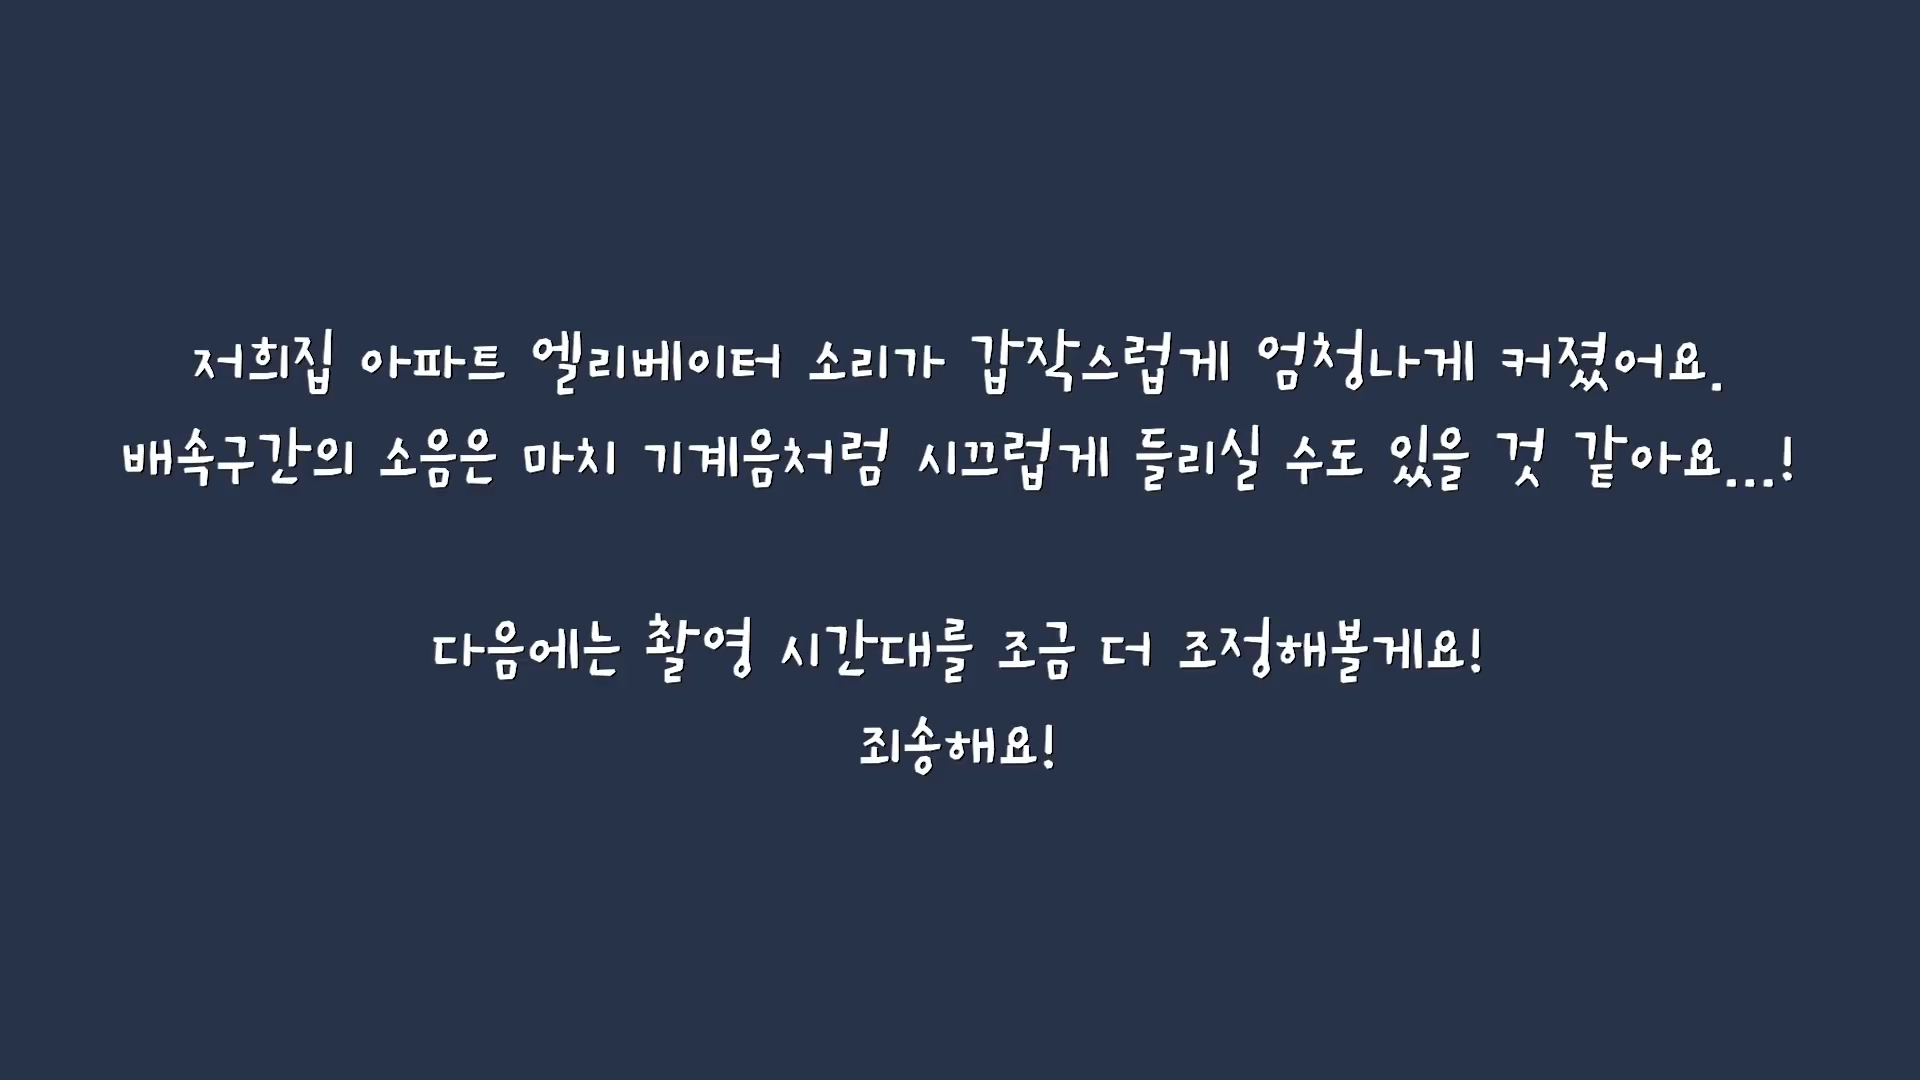 저희집 아파트 엘리베이터 소리가 갑작스럽게 엄청나게 커졌어요.
배속구간의 소음은 마치 기계음처럼 시끄럽게 들리실 수도 있을 것 같아요...!
다음에는 촬영 시간대를 조금 더 조정해볼게요!
죄송해요!